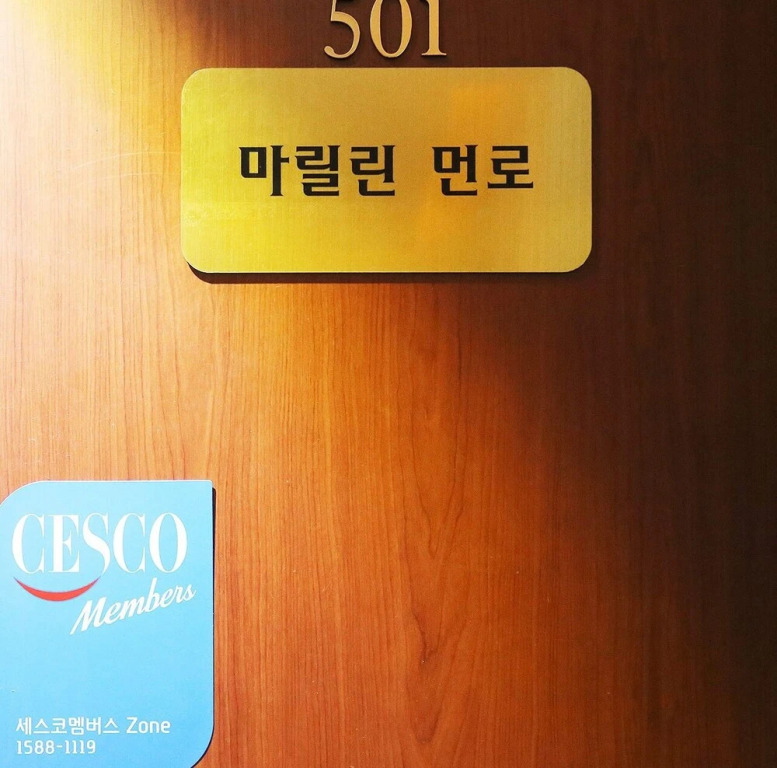 501
마릴린 먼로
CESCO
Members
세스코멤버스 Zone
1588-1119